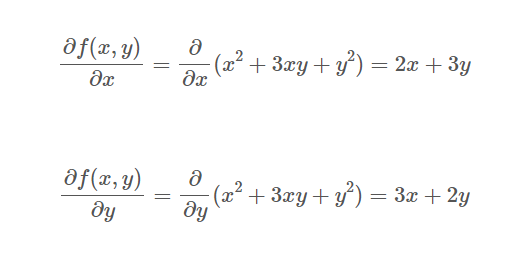 ∂f(x, y)/∂x = ∂/∂x (x² + 3xy + y²) = 2x + 3y
∂f(x, y)/∂y = ∂/∂y (x² + 3xy + y²) = 3x + 2y